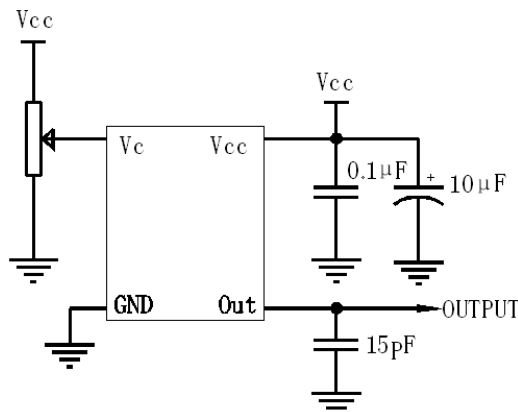 Vcc
Vcc
Vc
Vcc
0.1μF
+
10μF
GND
Out
OUTPUT
15pF